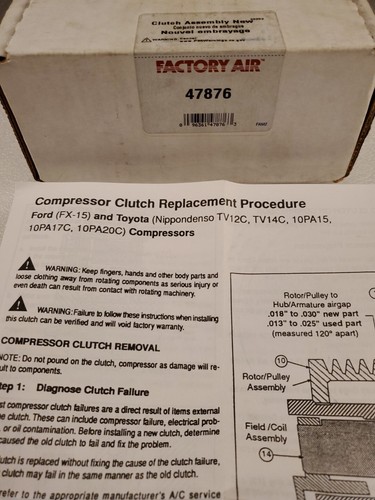 Clutch Assembly New
Conjunto nuevo de embrague
Nouvel embrayage
FACTORY AIR™
47876
Compressor Clutch Replacement Procedure
Ford (FX-15) and Toyota (Nippondenso TV12C, TV14C, 10PA15,
10PA17C, 10PA20C) Compressors
WARNING: Keep fingers, hands and other body parts and
loose clothing away from rotating components as serious injury or
even death can result from contact with rotating machinery.
WARNING: Failure to follow these instructions when installing
this clutch can be verified and will void factory warranty.
COMPRESSOR CLUTCH REMOVAL
NOTE: Do not pound on the clutch, compressor as damage will re-
sult to components.
tep 1: Diagnose Clutch Failure
st compressor clutch failures are a direct result of items external
he clutch. These can include compressor failure, electrical prob-
, or oil contamination. Before installing a new clutch, determine
caused the old clutch to fail and fix the problem.
lutch is replaced without fixing the cause of the clutch failure,
clutch may fail in the same manner as the old clutch.
refer to the appropriate manufacturer's A/C service
Rotor/Pulley to
Hub/Armature airgap
.018" to .030" new part
.013" to .025" used part
(measured 120° apart)
10
Rotor/Pulley
Assembly
Field /Coil
Assembly
14